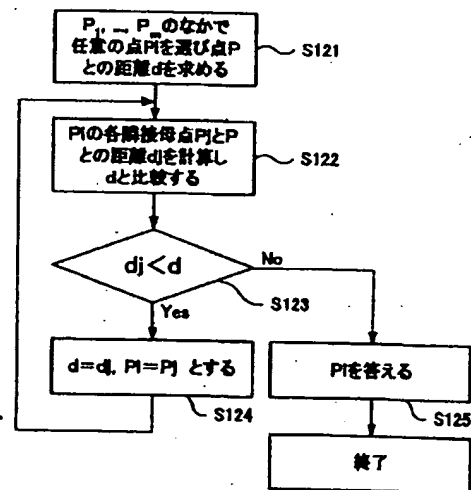 P₁, …, Pₘのなかで
任意の点Piを選び点P
との距離dを求める
S121
Piの各隣接母点PjとP
との距離djを計算し
dと比較する
S122
dj<d
No
S123
Yes
d=dj, Pi=Pj とする
S124
Piを答える
S125
終了